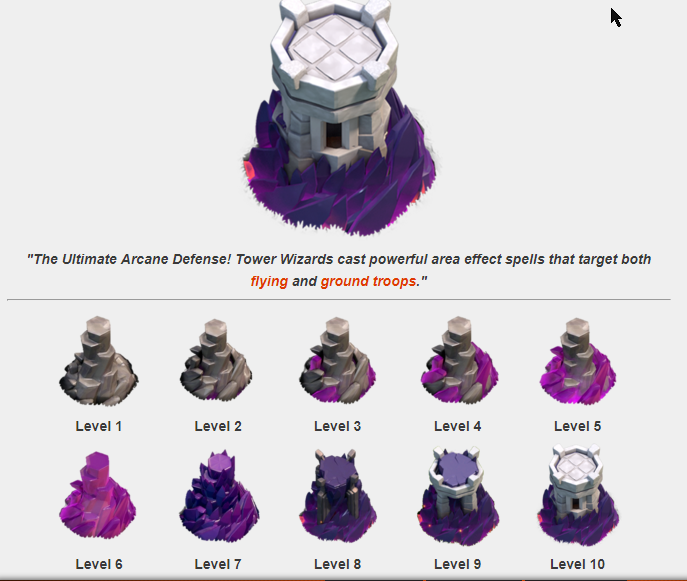 "The Ultimate Arcane Defense! Tower Wizards cast powerful area effect spells that target both
flying and ground troops."
Level 1 Level 2 Level 3 Level 4 Level 5
Level 6 Level 7 Level 8 Level 9 Level 10